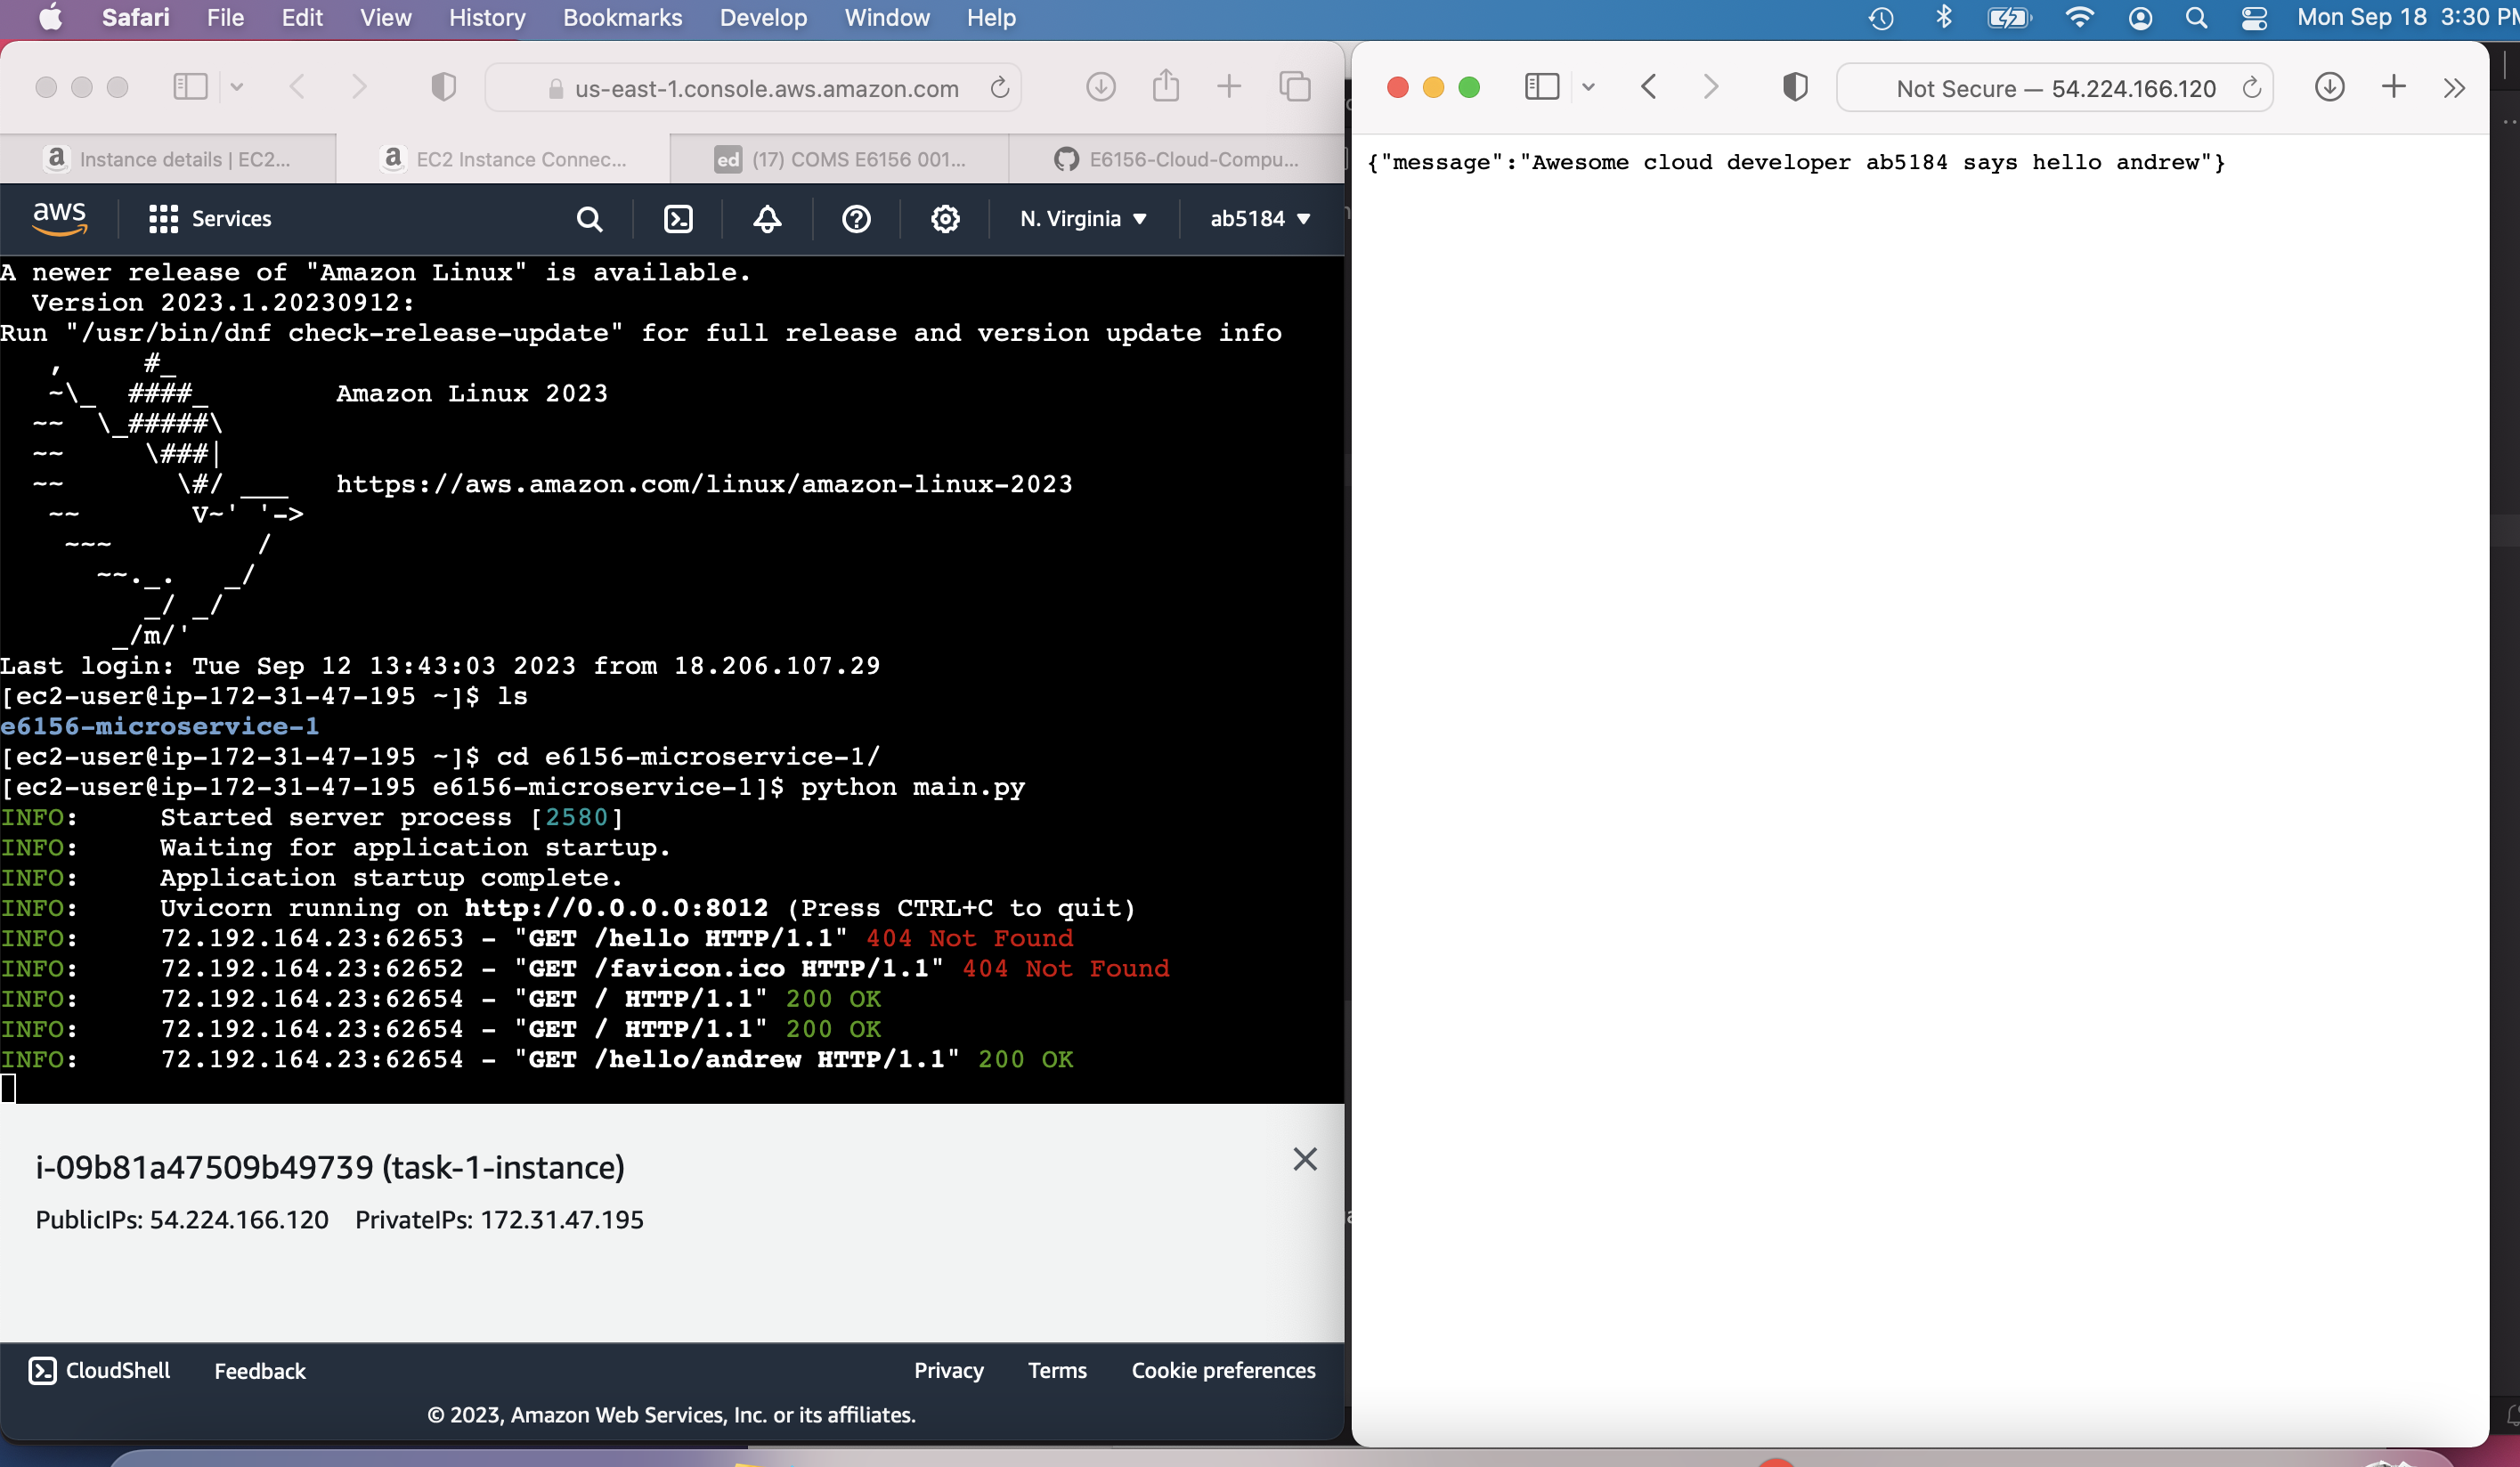 Safari File Edit View History Bookmarks Develop Window Help Mon Sep 18 3:30 PM
us-east-1.console.aws.amazon.com
Instance details | EC2... EC2 Instance Connec... ed (17) COMS E6156 001... E6156-Cloud-Compu...
aws Services N. Virginia ab5184
A newer release of "Amazon Linux" is available.
  Version 2023.1.20230912:
Run "/usr/bin/dnf check-release-update" for full release and version update info
   ,     #_
   ~\_  ####_        Amazon Linux 2023
  ~~  \_#####\
  ~~     \###|
  ~~       \#/ ___   https://aws.amazon.com/linux/amazon-linux-2023
   ~~       V~' '->
    ~~~         /
      ~~._.   _/
         _/ _/
       _/m/'
Last login: Tue Sep 12 13:43:03 2023 from 18.206.107.29
[ec2-user@ip-172-31-47-195 ~]$ ls
e6156-microservice-1
[ec2-user@ip-172-31-47-195 ~]$ cd e6156-microservice-1/
[ec2-user@ip-172-31-47-195 e6156-microservice-1]$ python main.py
INFO:     Started server process [2580]
INFO:     Waiting for application startup.
INFO:     Application startup complete.
INFO:     Uvicorn running on http://0.0.0.0:8012 (Press CTRL+C to quit)
INFO:     72.192.164.23:62653 - "GET /hello HTTP/1.1" 404 Not Found
INFO:     72.192.164.23:62652 - "GET /favicon.ico HTTP/1.1" 404 Not Found
INFO:     72.192.164.23:62654 - "GET / HTTP/1.1" 200 OK
INFO:     72.192.164.23:62654 - "GET / HTTP/1.1" 200 OK
INFO:     72.192.164.23:62654 - "GET /hello/andrew HTTP/1.1" 200 OK
i-09b81a47509b49739 (task-1-instance)
PublicIPs: 54.224.166.120 PrivateIPs: 172.31.47.195
CloudShell Feedback Privacy Terms Cookie preferences
© 2023, Amazon Web Services, Inc. or its affiliates.
Not Secure — 54.224.166.120
{"message":"Awesome cloud developer ab5184 says hello andrew"}